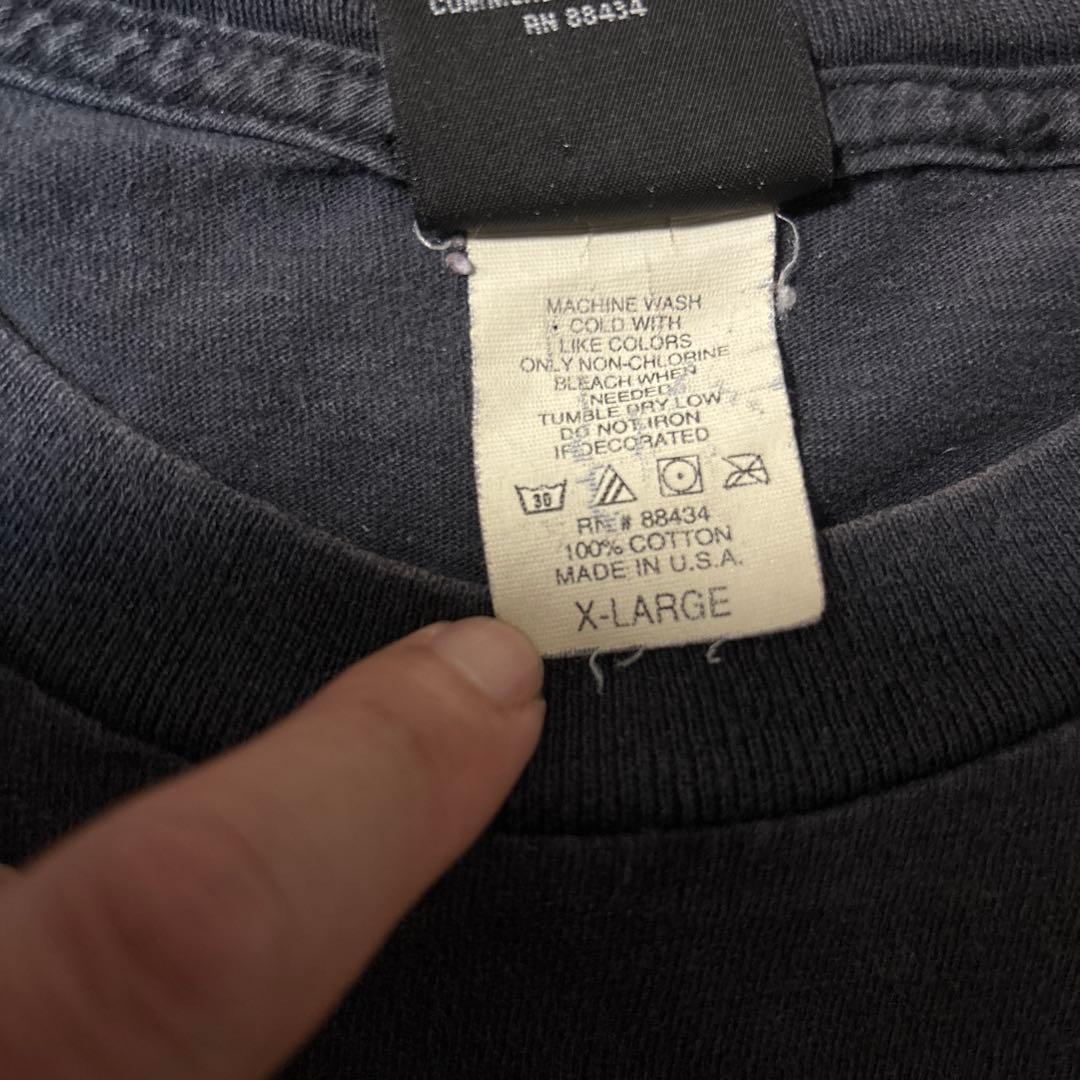 RN 88434
MACHINE WASH
COLD WITH
LIKE COLORS
ONLY NON-CHLORINE
BLEACH WHEN
NEEDED
TUMBLE DRY LOW
DO NOT IRON
IF DECORATED
30
RN # 88434
100% COTTON
MADE IN U.S.A.
X-LARGE